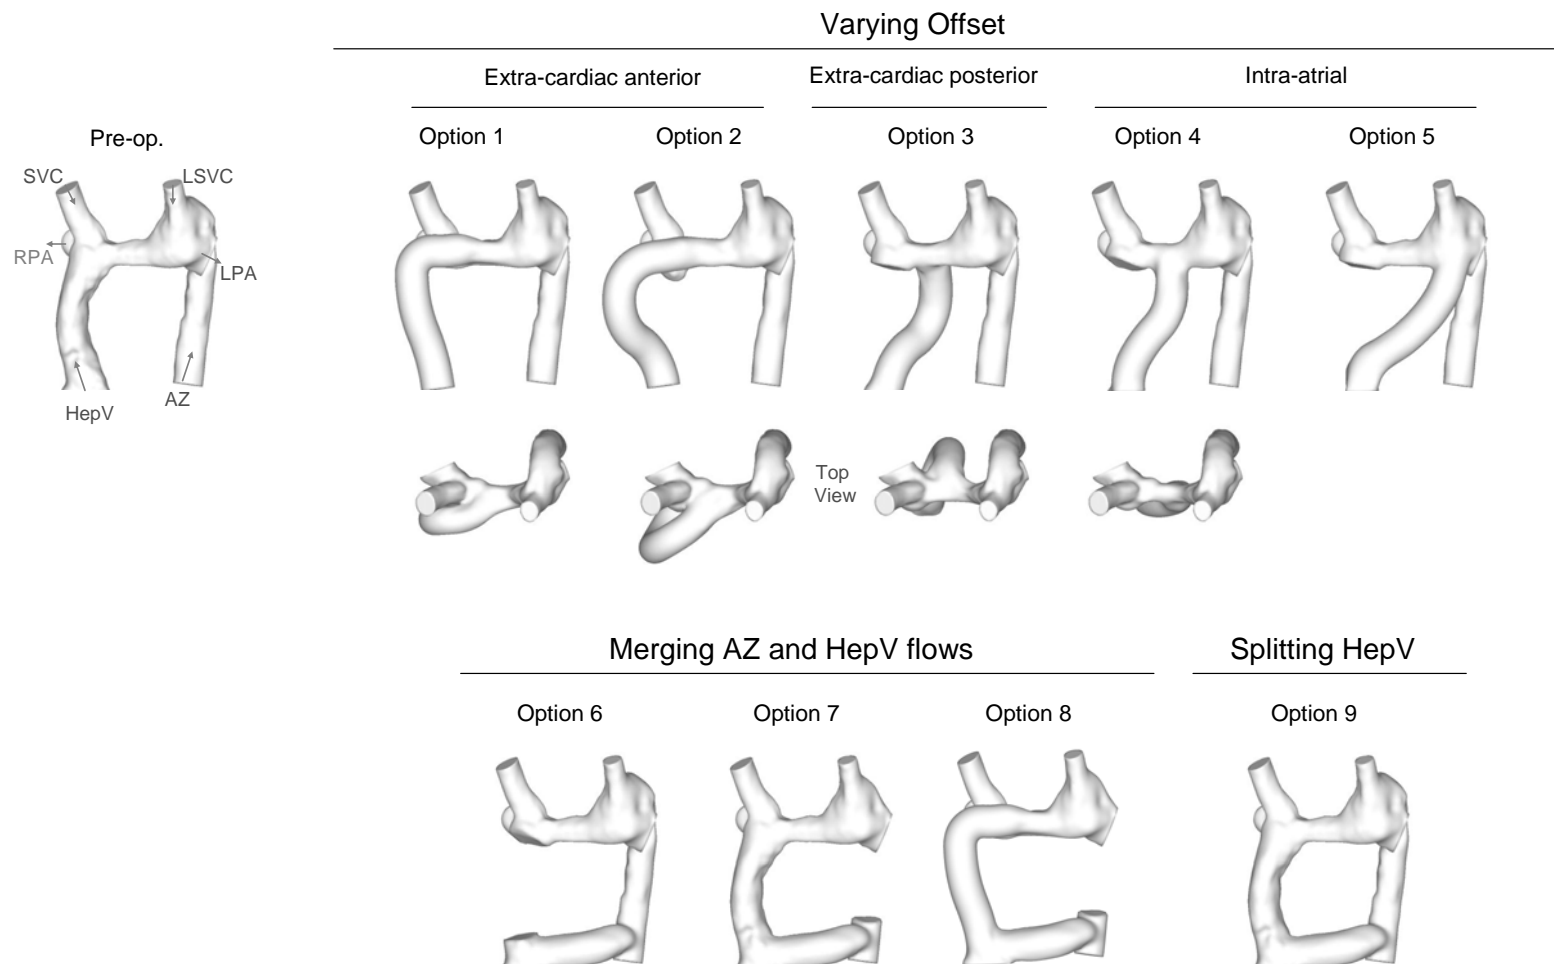 Varying Offset
Extra-cardiac anterior
Extra-cardiac posterior
Intra-atrial
Pre-op.
Option 1
Option 2
Option 3
Option 4
Option 5
SVC
LSVC
RPA
LPA
HepV
AZ
Top
View
Merging AZ and HepV flows
Splitting HepV
Option 6
Option 7
Option 8
Option 9